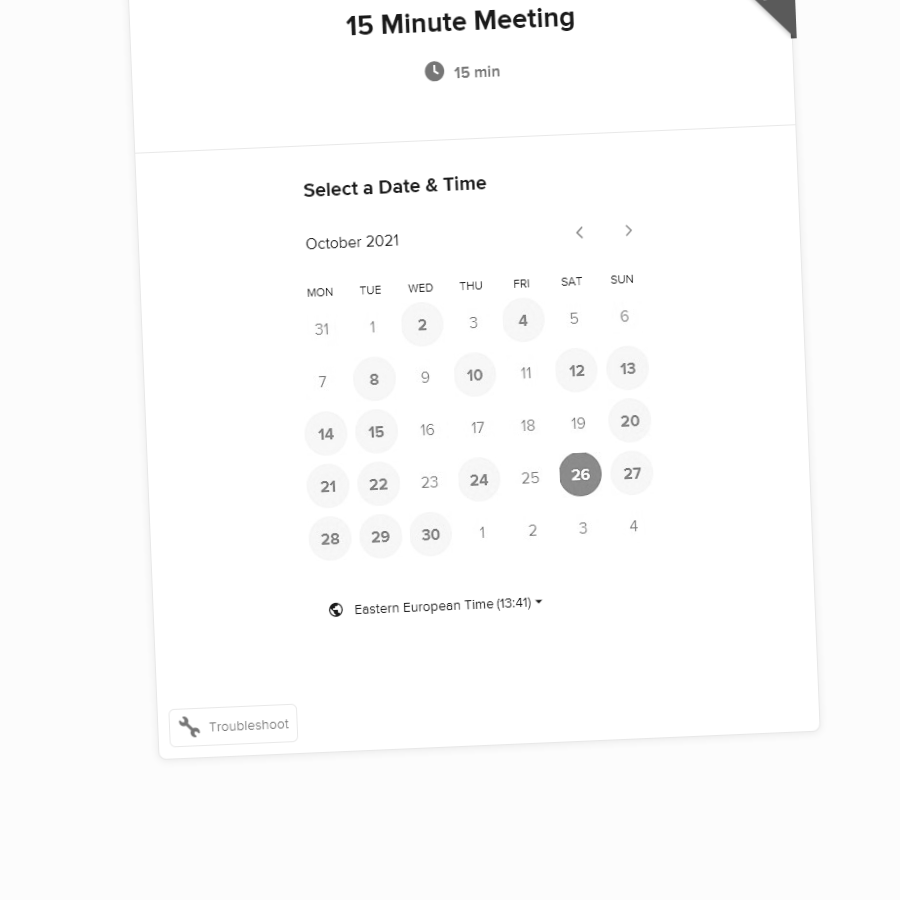 15 Minute Meeting
15 min
Select a Date & Time
October 2021
MON TUE WED THU FRI SAT SUN
31 1 2 3 4 5 6
7 8 9 10 11 12 13
14 15 16 17 18 19 20
21 22 23 24 25 26 27
28 29 30 1 2 3 4
Eastern European Time (13:41)
Troubleshoot